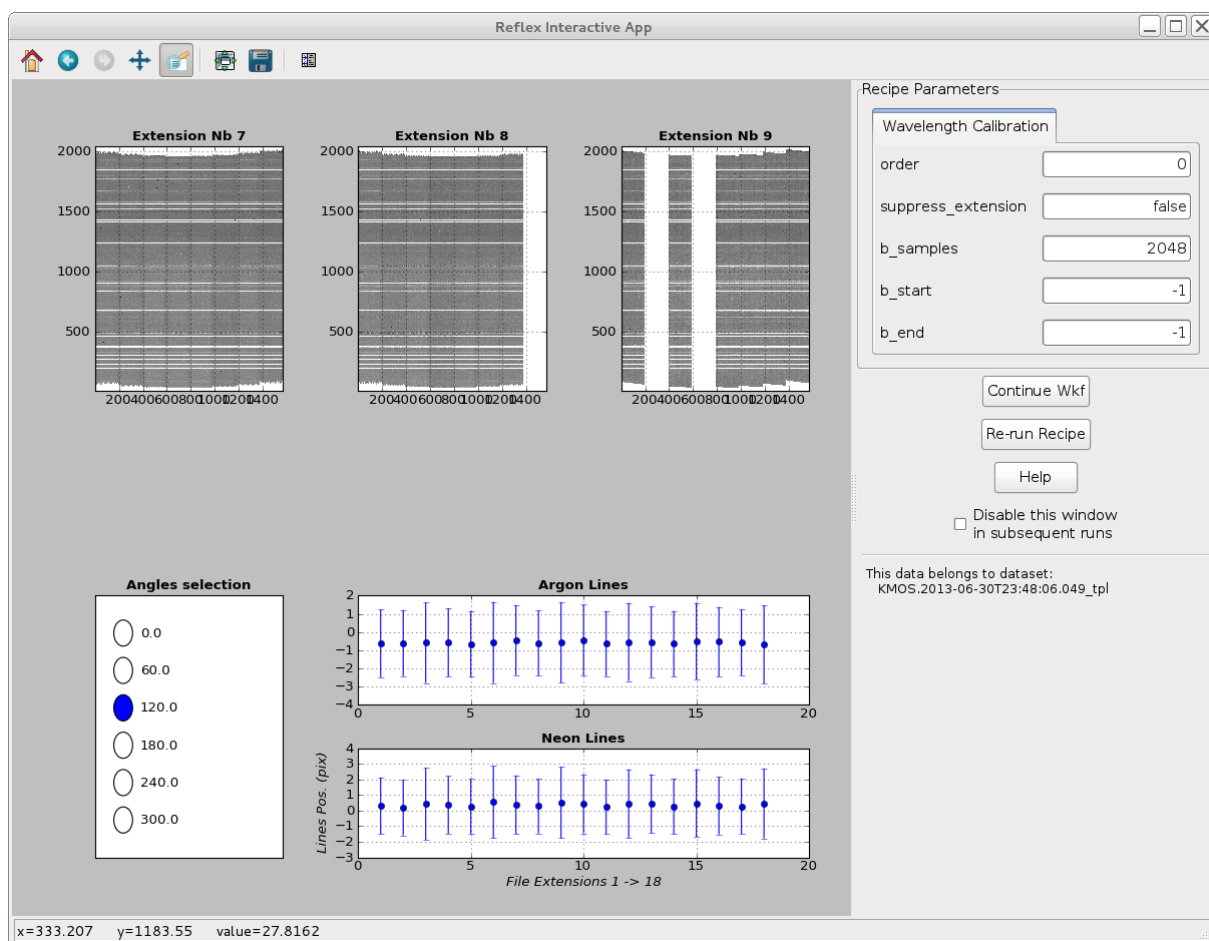 Reflex Interactive App
Extension Nb 7
Extension Nb 8
Extension Nb 9
2000
1500
1000
500
200400600800100012001400
2000
1500
1000
500
200400600800100012001400
2000
1500
1000
500
200400600800100012001400
Angles selection
0.0
60.0
120.0
180.0
240.0
300.0
Argon Lines
2
1
0
−1
−2
−3
−4
0 5 10 15 20
Neon Lines
Lines Pos. (pix)
4
3
2
1
0
−1
−2
−3
0 5 10 15 20
File Extensions 1 -> 18
Recipe Parameters
Wavelength Calibration
order 0
suppress_extension false
b_samples 2048
b_start -1
b_end -1
Continue Wkf
Re-run Recipe
Help
Disable this window
in subsequent runs
This data belongs to dataset:
KMOS.2013-06-30T23:48:06.049_tpl
x=333.207 y=1183.55 value=27.8162